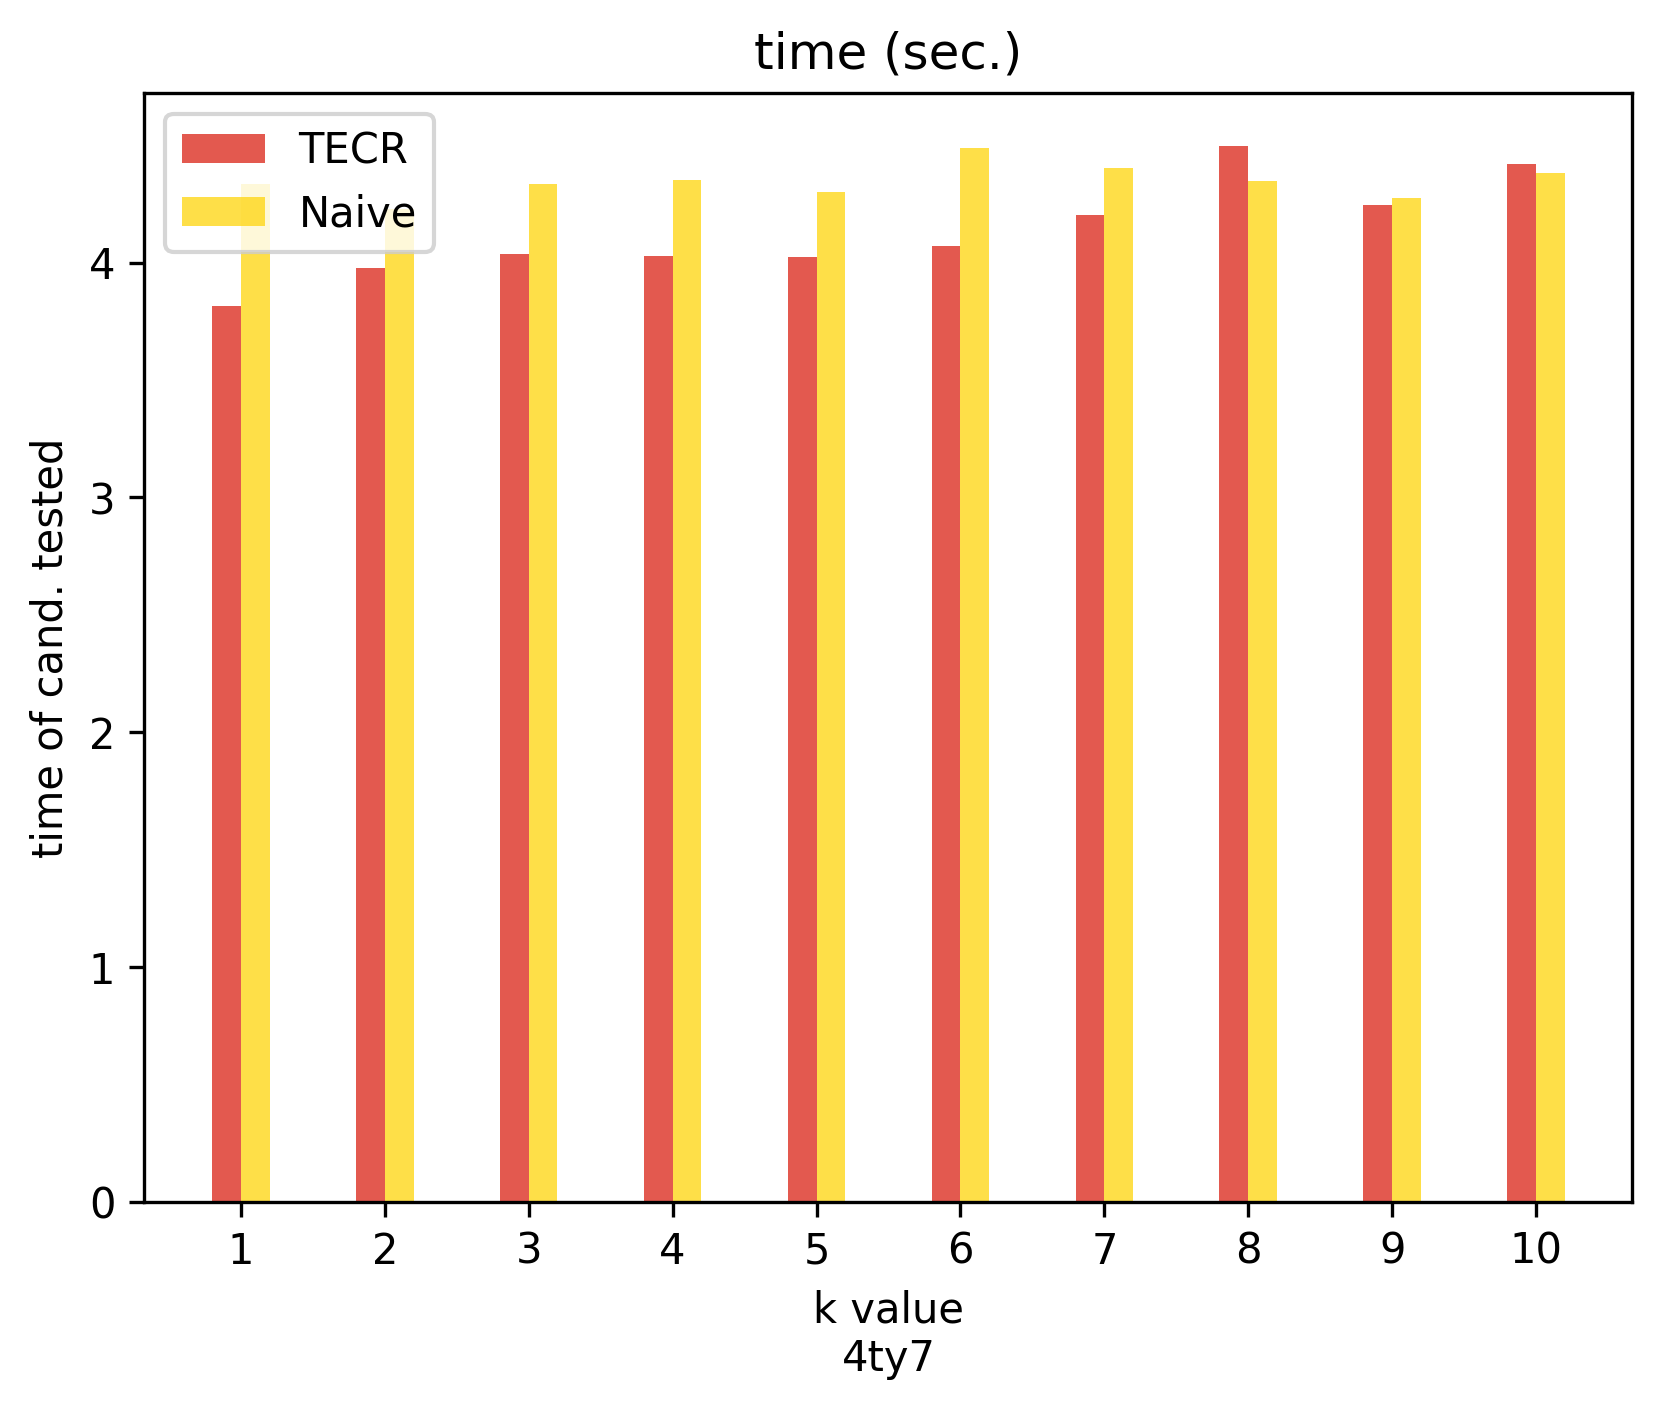 time (sec.)
TECR
Naive
time of cand. tested
4
3
2
1
0
1 2 3 4 5 6 7 8 9 10
k value
4ty7